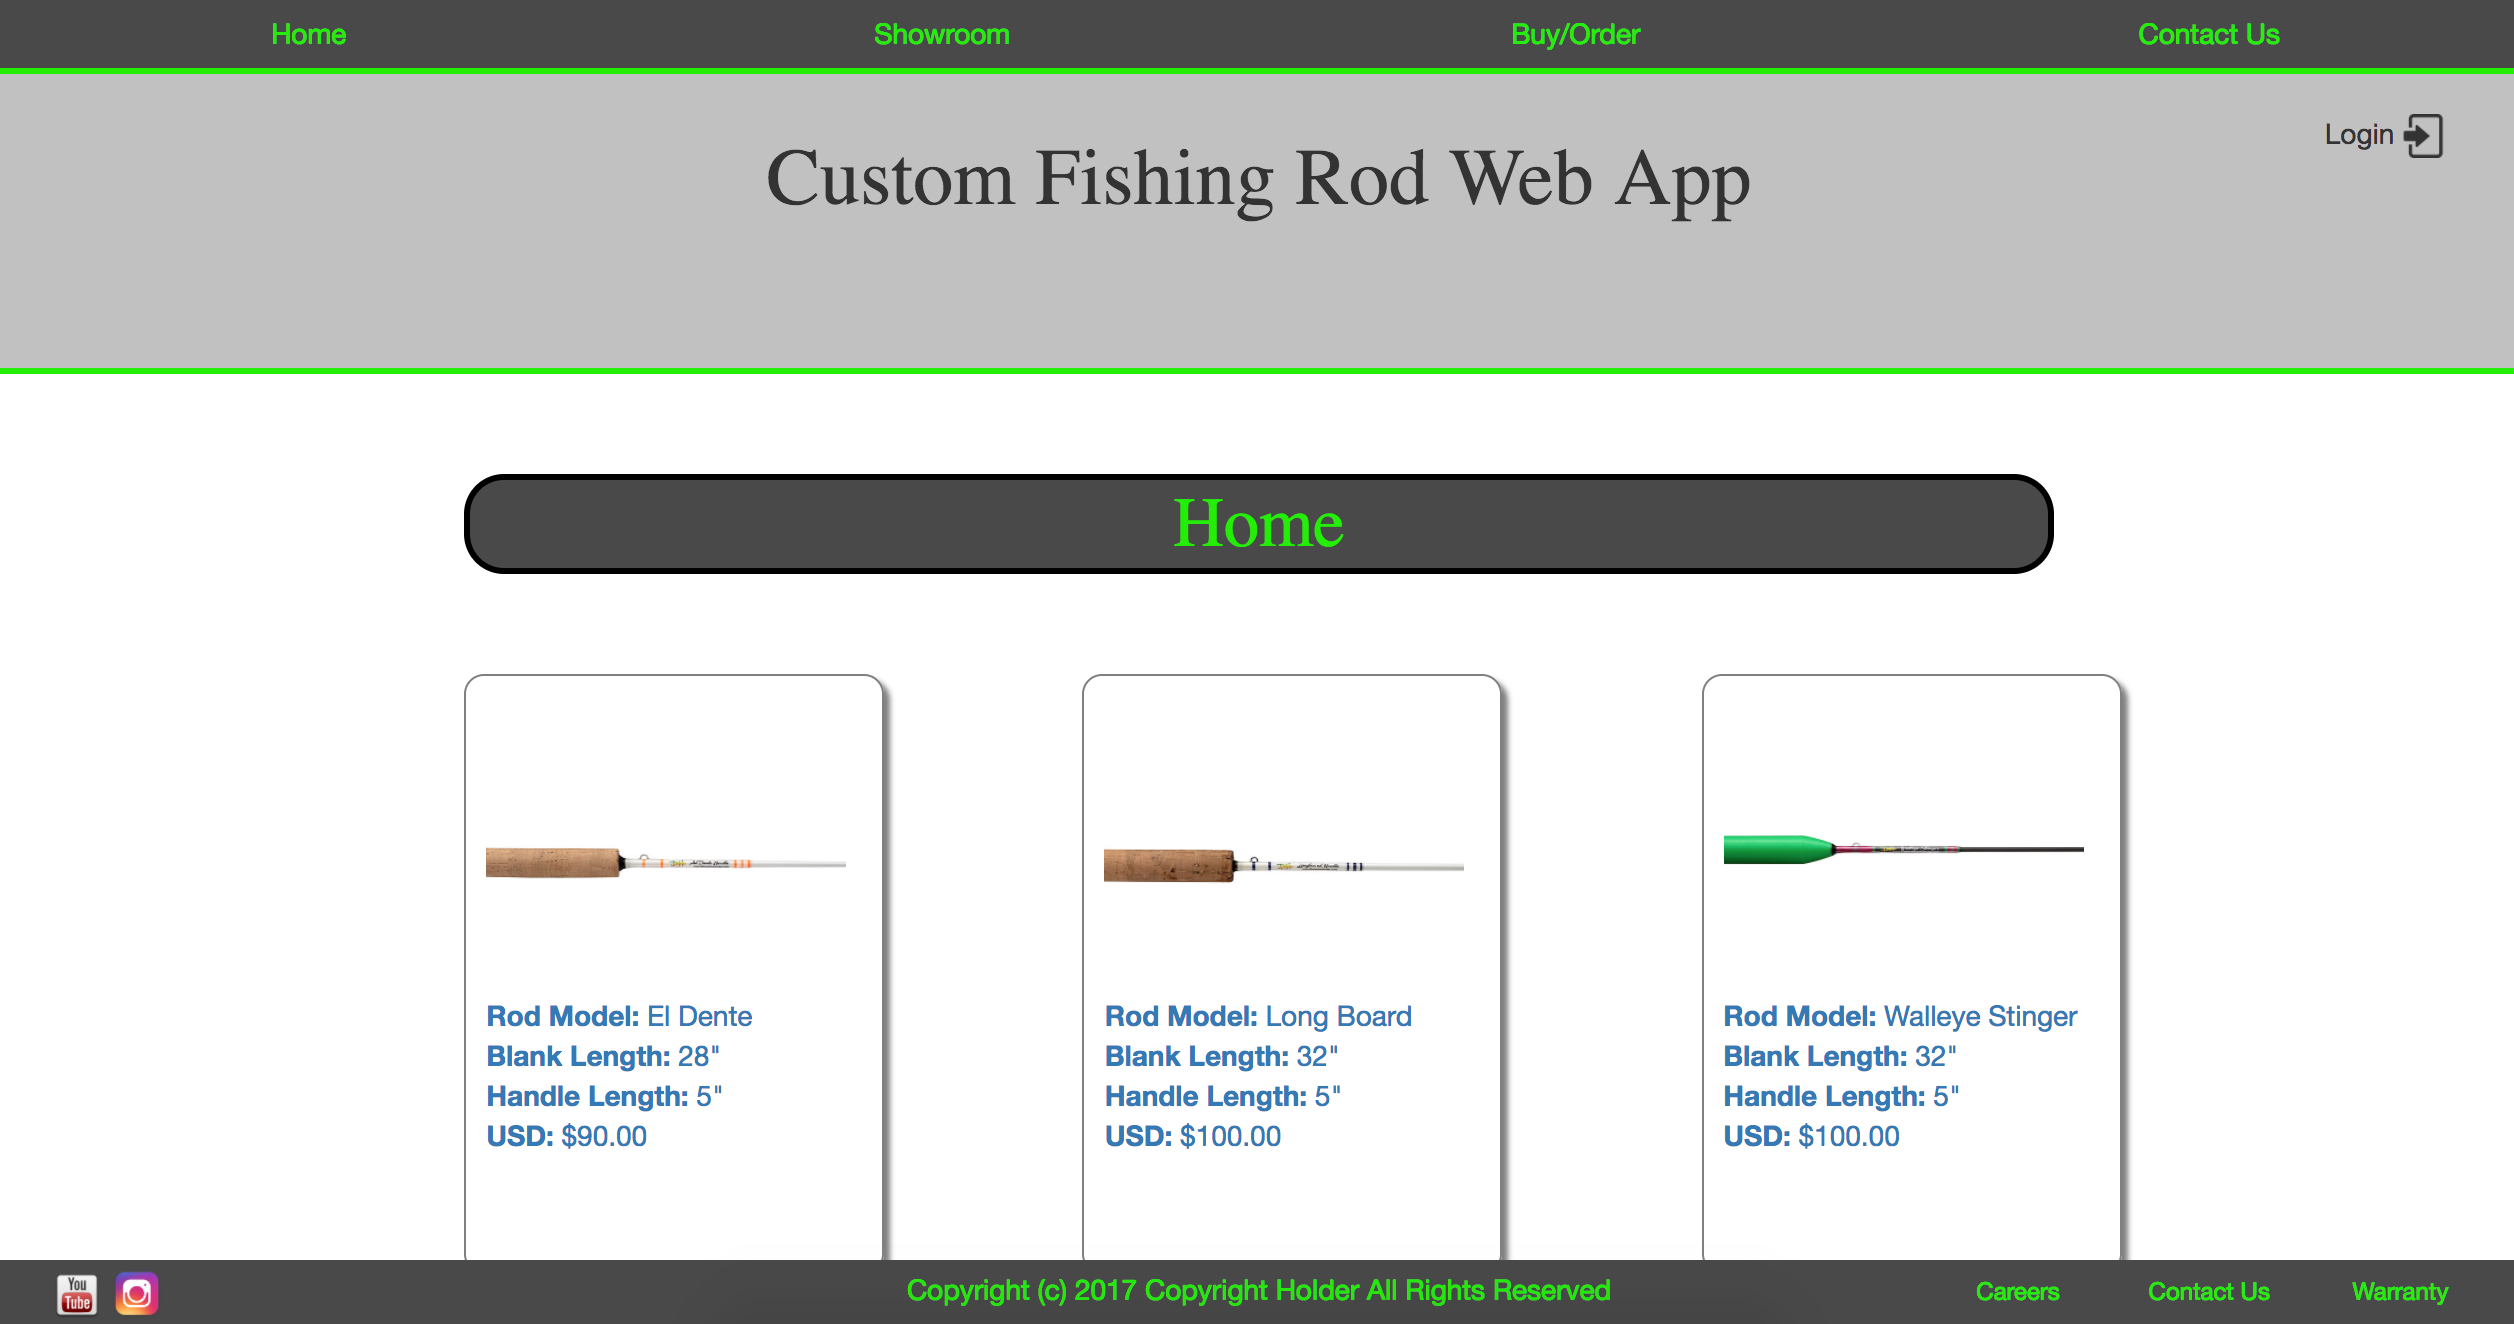 Home Showroom Buy/Order Contact Us
Login
Custom Fishing Rod Web App
Home
Rod Model: El Dente
Blank Length: 28"
Handle Length: 5"
USD: $90.00
Rod Model: Long Board
Blank Length: 32"
Handle Length: 5"
USD: $100.00
Rod Model: Walleye Stinger
Blank Length: 32"
Handle Length: 5"
USD: $100.00
You
Tube
Copyright (c) 2017 Copyright Holder All Rights Reserved
Careers Contact Us Warranty